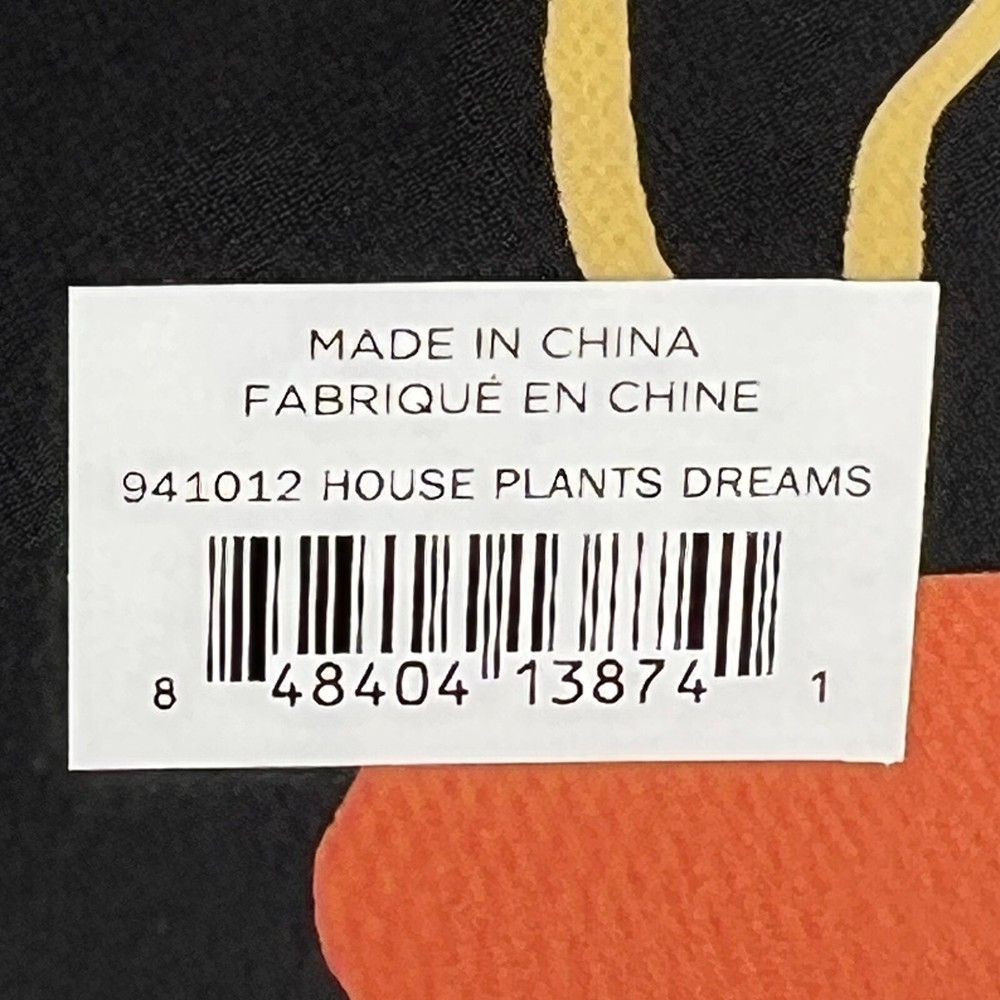 MADE IN CHINA
FABRIQUÉ EN CHINE
941012 HOUSE PLANTS DREAMS
8 48404 13874 1